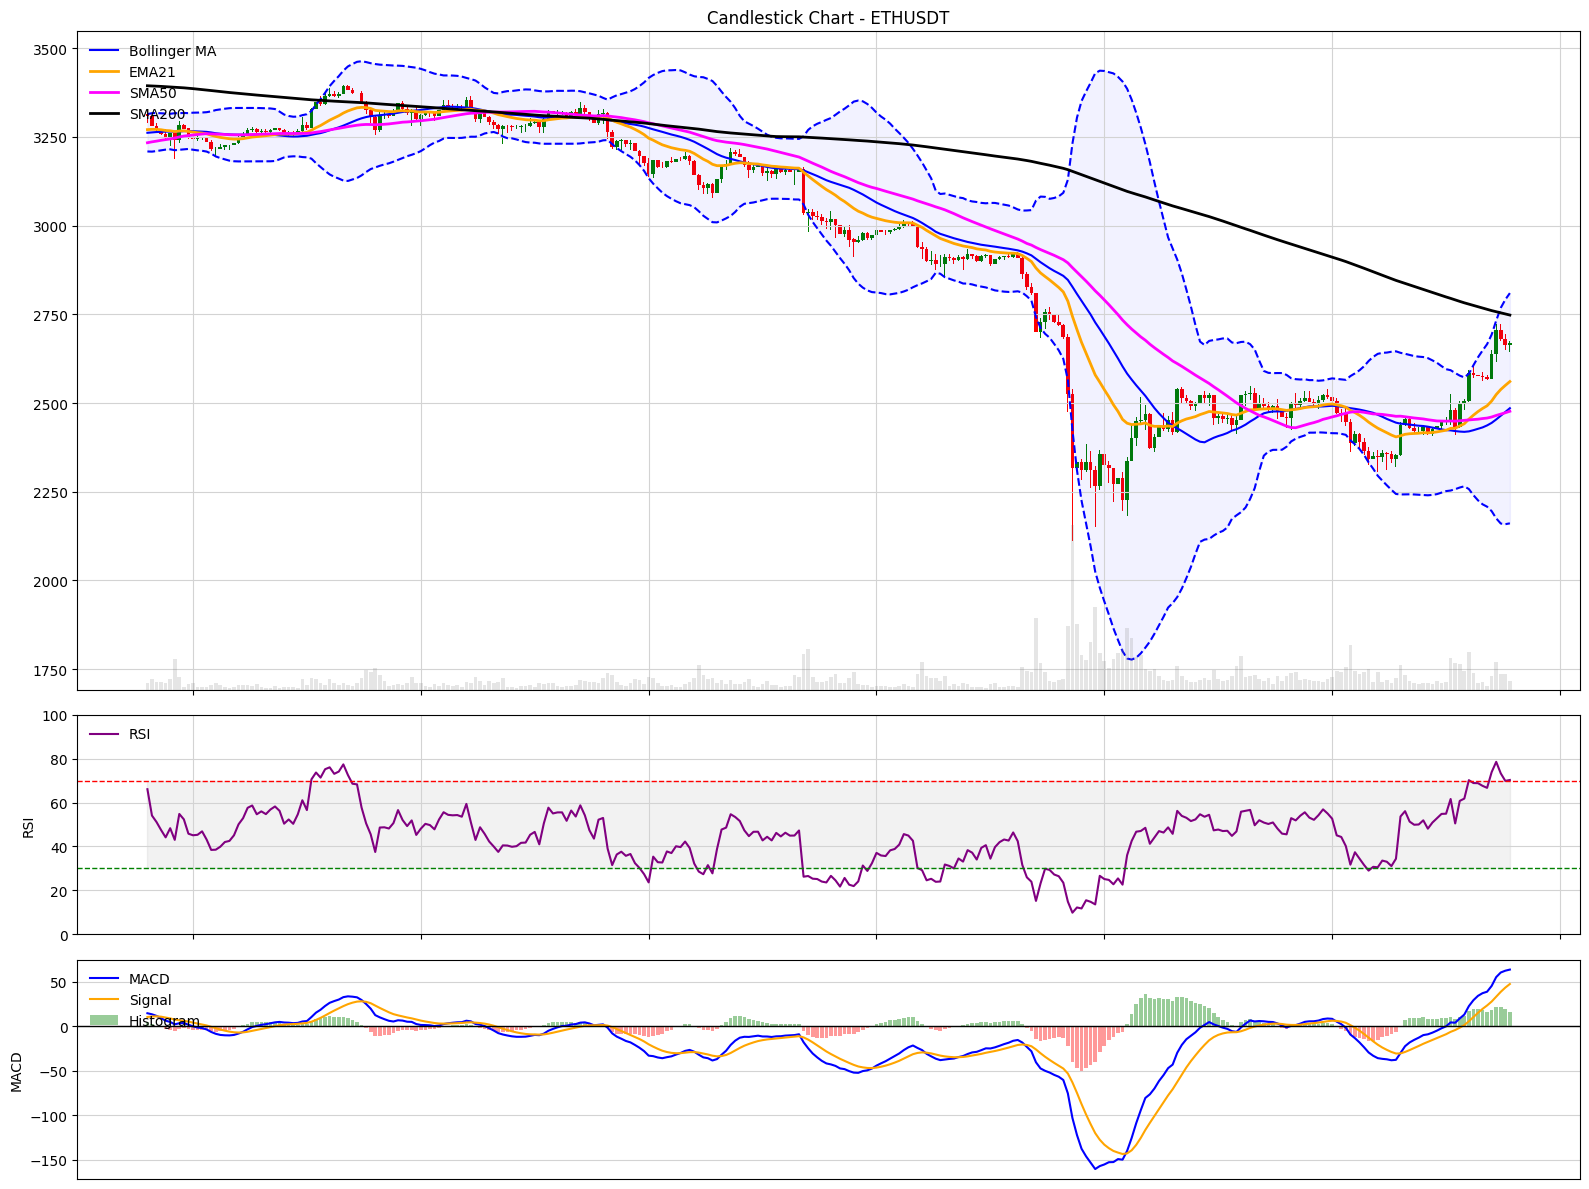 Candlestick Chart - ETHUSDT
Bollinger MA
EMA21
SMA50
SMA200
3500
3250
3000
2750
2500
2250
2000
1750
RSI
100
80
60
40
20
0
RSI
MACD
Signal
Histogram
50
0
−50
−100
−150
MACD